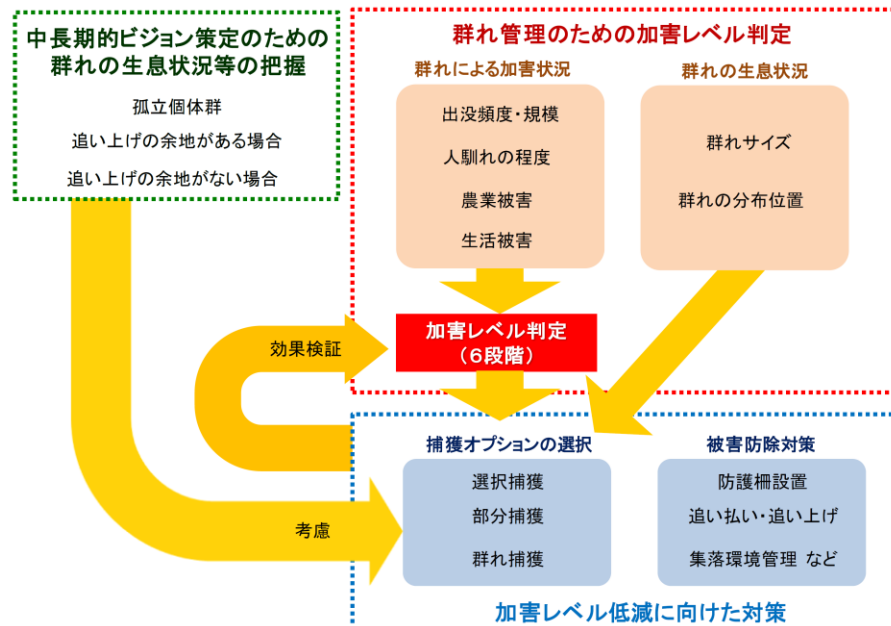 中長期的ビジョン策定のための
群れの生息状況等の把握
孤立個体群
追い上げの余地がある場合
追い上げの余地がない場合
群れ管理のための加害レベル判定
群れによる加害状況
出没頻度・規模
人馴れの程度
農業被害
生活被害
群れの生息状況
群れサイズ
群れの分布位置
加害レベル判定
(6段階)
効果検証
考慮
捕獲オプションの選択
選択捕獲
部分捕獲
群れ捕獲
被害防除対策
防護柵設置
追い払い・追い上げ
集落環境管理 など
加害レベル低減に向けた対策